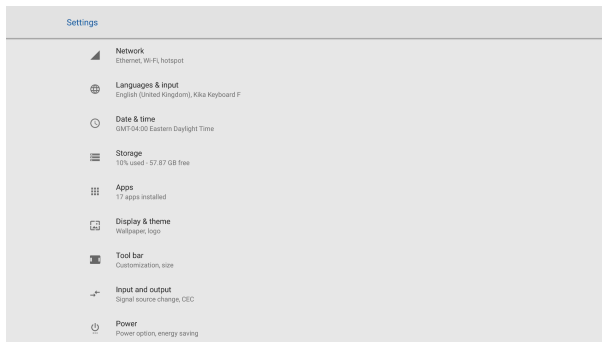 Settings
Network
Ethernet, Wi-Fi, hotspot
Languages & input
English (United Kingdom), Kika Keyboard F
Date & time
GMT-04:00 Eastern Daylight Time
Storage
10% used - 57.87 GB free
Apps
17 apps installed
Display & theme
Wallpaper, logo
Tool bar
Customization, size
Input and output
Signal source change, CEC
Power
Power option, energy saving